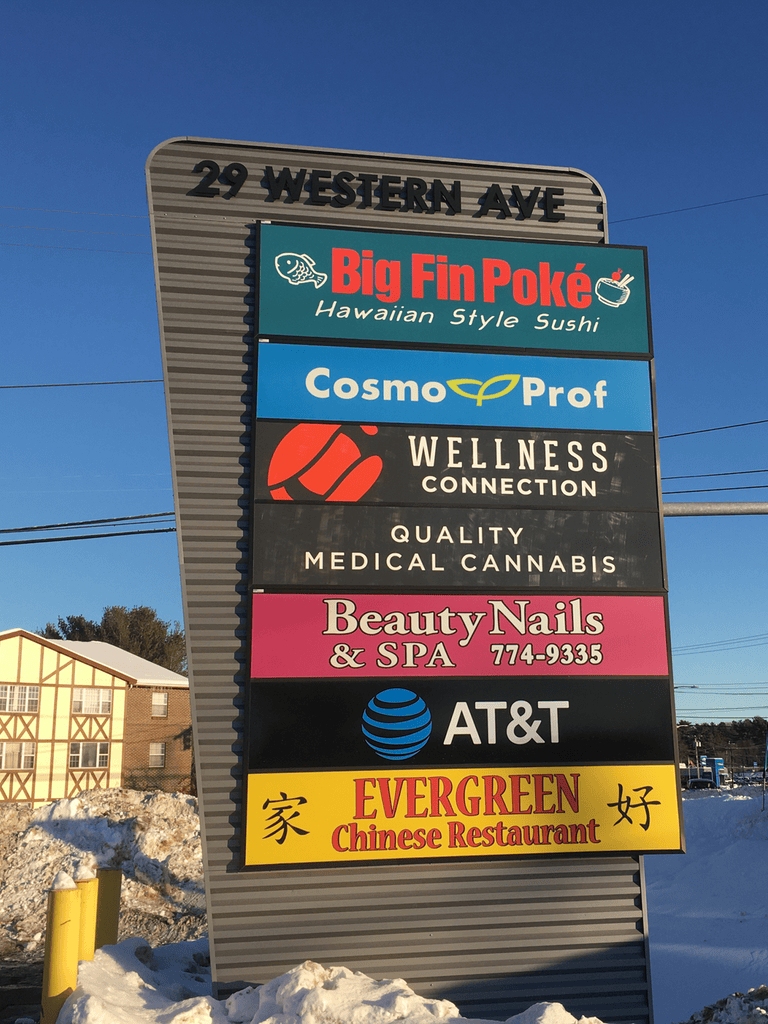 29 WESTERN AVE
Big Fin Poké
Hawaiian Style Sushi
Cosmo Prof
WELLNESS
CONNECTION
QUALITY
MEDICAL CANNABIS
Beauty Nails
& SPA 774-9335
AT&T
家 EVERGREEN 好
Chinese Restaurant